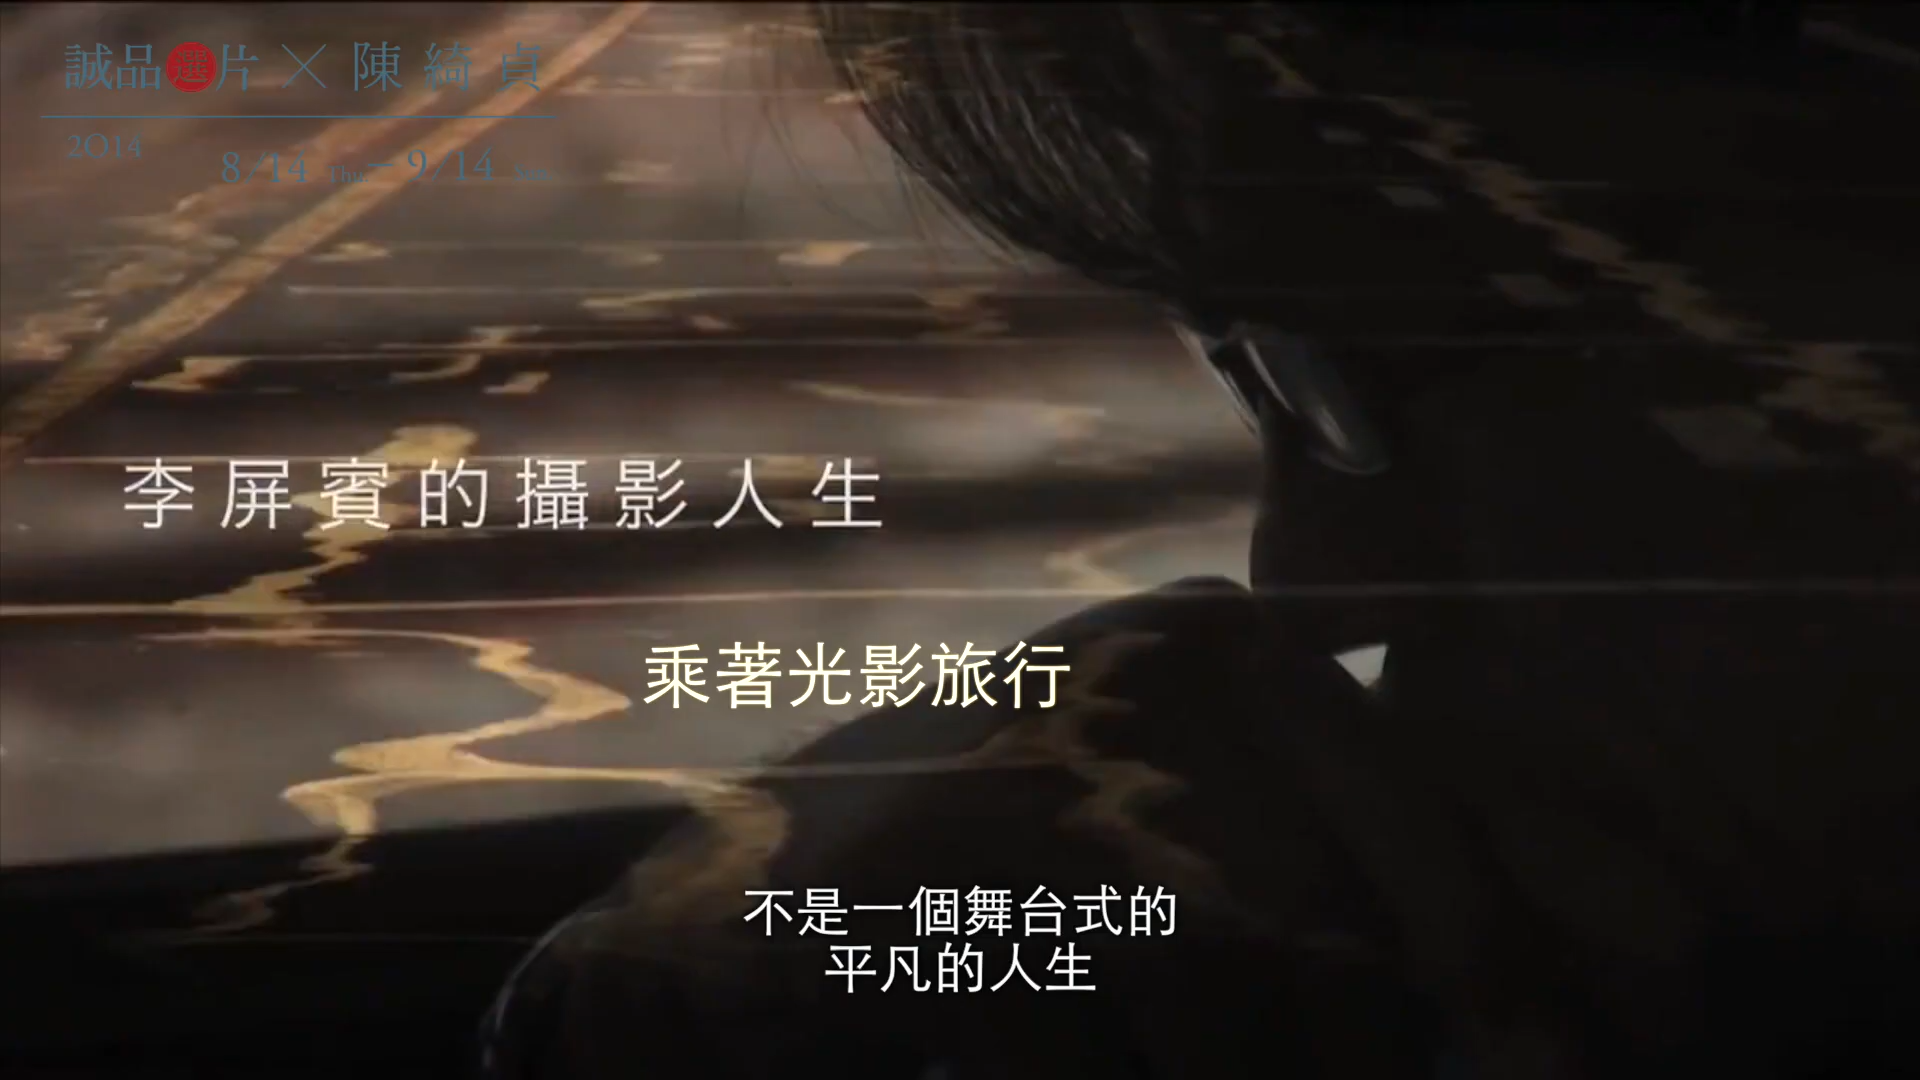 誠品選片×陳綺貞
2014
8/14 Thu.－9/14 Sun.
李屏賓的攝影人生
乘著光影旅行
不是一個舞台式的
平凡的人生